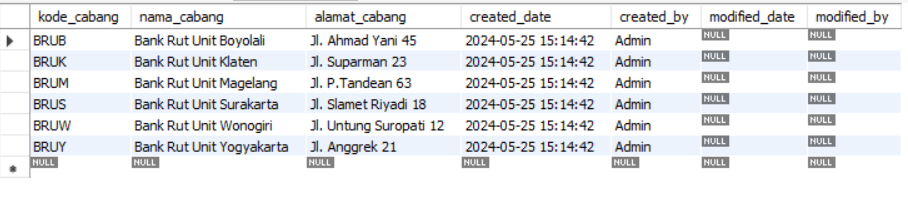 kode_cabang nama_cabang alamat_cabang created_date created_by modified_date modified_by
BRUB Bank Rut Unit Boyolali Jl. Ahmad Yani 45 2024-05-25 15:14:42 Admin NULL NULL
BRUK Bank Rut Unit Klaten Jl. Suparman 23 2024-05-25 15:14:42 Admin NULL NULL
BRUM Bank Rut Unit Magelang Jl. P.Tandean 63 2024-05-25 15:14:42 Admin NULL NULL
BRUS Bank Rut Unit Surakarta Jl. Slamet Riyadi 18 2024-05-25 15:14:42 Admin NULL NULL
BRUW Bank Rut Unit Wonogiri Jl. Untung Suropati 12 2024-05-25 15:14:42 Admin NULL NULL
BRUY Bank Rut Unit Yogyakarta Jl. Anggrek 21 2024-05-25 15:14:42 Admin NULL NULL
NULL NULL NULL NULL NULL NULL NULL